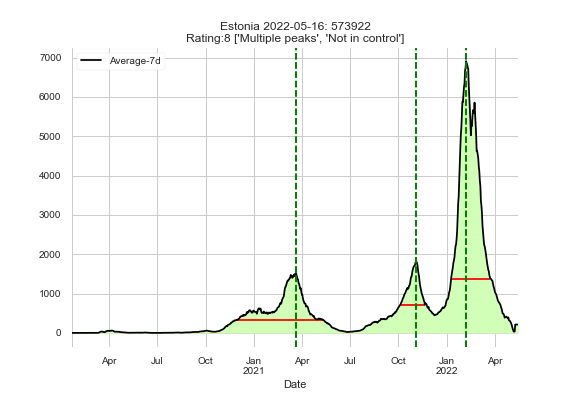 Estonia 2022-05-16: 573922
Rating:8 ['Multiple peaks', 'Not in control']
Average-7d
7000
6000
5000
4000
3000
2000
1000
0
Apr Jul Oct Jan Apr Jul Oct Jan Apr
2021 2022
Date